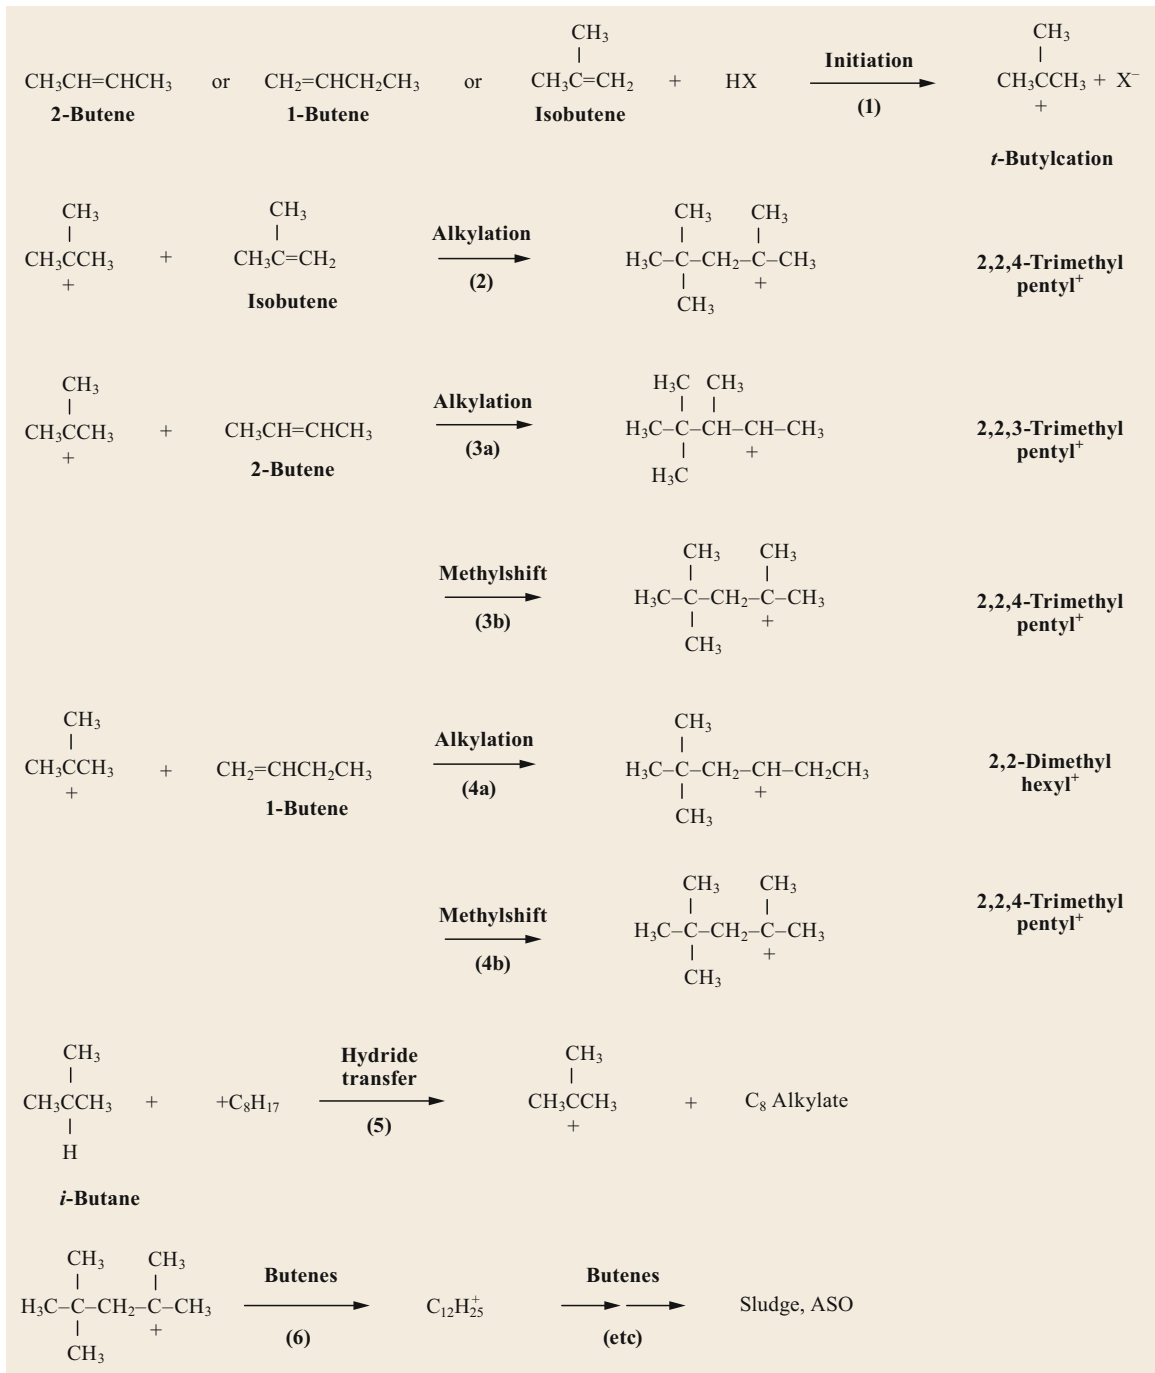 CH₃
CH₃CH=CHCH₃ or CH₂=CHCH₂CH₃ or CH₃C=CH₂ + HX Initiation CH₃CCH₃ + X⁻
2-Butene 1-Butene Isobutene (1) +
t-Butylcation
CH₃
CH₃ CH₃ CH₃ CH₃
CH₃CCH₃ + CH₃C=CH₂ Alkylation H₃C–C–CH₂–C–CH₃ 2,2,4-Trimethyl
+ Isobutene (2) + pentyl⁺
CH₃
CH₃ H₃C CH₃
CH₃CCH₃ + CH₃CH=CHCH₃ Alkylation H₃C–C–CH–CH–CH₃ 2,2,3-Trimethyl
+ 2-Butene (3a) + pentyl⁺
H₃C
CH₃ CH₃
Methylshift H₃C–C–CH₂–C–CH₃ 2,2,4-Trimethyl
(3b) + pentyl⁺
CH₃
CH₃ CH₃
CH₃CCH₃ + CH₂=CHCH₂CH₃ Alkylation H₃C–C–CH₂–CH–CH₂CH₃ 2,2-Dimethyl
+ 1-Butene (4a) + hexyl⁺
CH₃
CH₃ CH₃
Methylshift H₃C–C–CH₂–C–CH₃ 2,2,4-Trimethyl
(4b) + pentyl⁺
CH₃
CH₃ Hydride CH₃
transfer
CH₃CCH₃ + +C₈H₁₇ (5) CH₃CCH₃ + C₈ Alkylate
H +
i-Butane
CH₃ CH₃ Butenes Butenes
H₃C–C–CH₂–C–CH₃ C₁₂H₂₅⁺ Sludge, ASO
+ (6) (etc)
CH₃